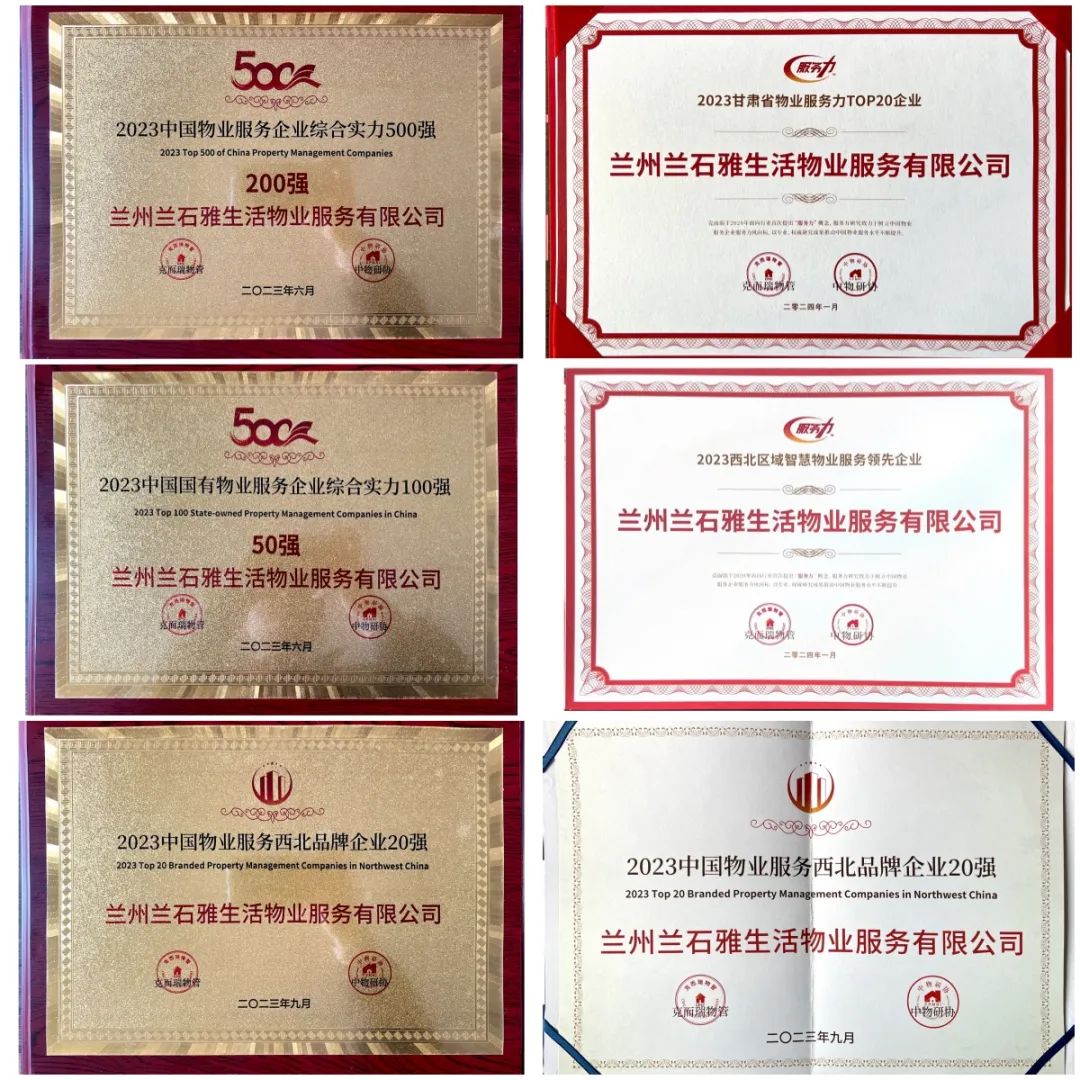 500
2023中国物业服务企业综合实力500强
2023 Top 500 of China Property Management Companies
200强
兰州兰石雅生活物业服务有限公司
克而瑞物管
中物研协
二〇二三年六月
服务力
2023甘肃省物业服务力TOP20企业
兰州兰石雅生活物业服务有限公司
克而瑞物管
中物研协
二零二四年一月
500
2023中国国有物业服务企业综合实力100强
2023 Top 100 State-owned Property Management Companies in China
50强
兰州兰石雅生活物业服务有限公司
克而瑞物管
中物研协
二〇二三年六月
服务力
2023西北区域智慧物业服务领先企业
兰州兰石雅生活物业服务有限公司
克而瑞物管
中物研协
二零二四年一月
2023中国物业服务西北品牌企业20强
2023 Top 20 Branded Property Management Companies in Northwest China
兰州兰石雅生活物业服务有限公司
克而瑞物管
中物研协
二〇二三年九月
2023中国物业服务西北品牌企业20强
2023 Top 20 Branded Property Management Companies in Northwest China
兰州兰石雅生活物业服务有限公司
克而瑞物管
中物研协
二〇二三年九月